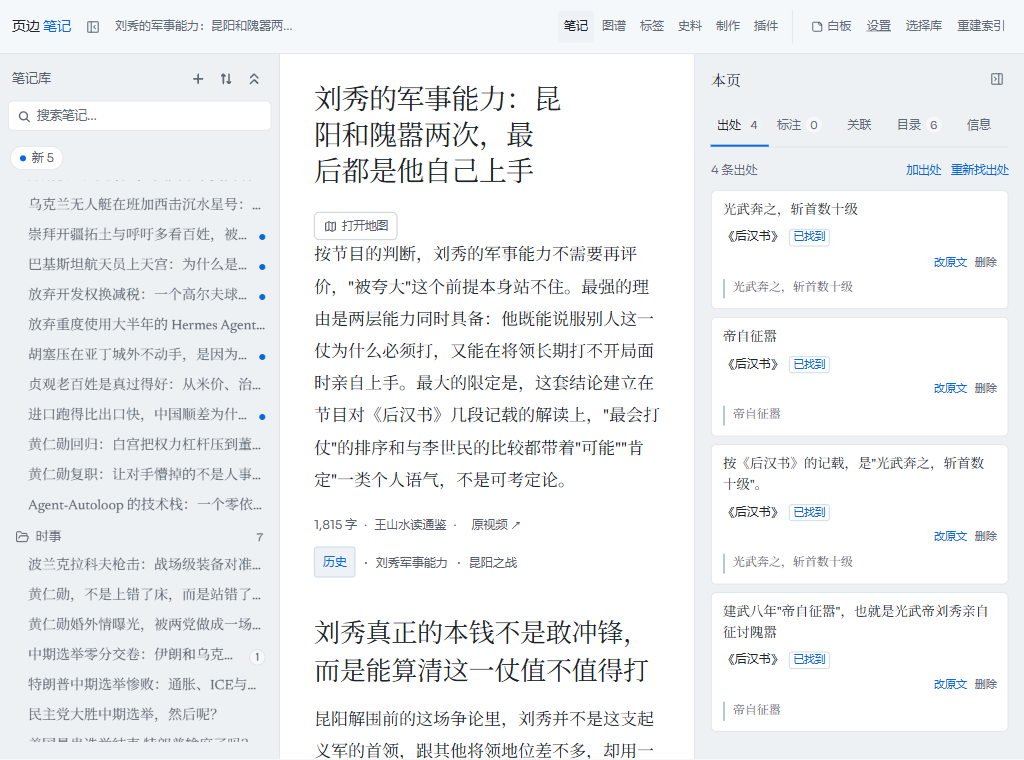 页边 笔记
刘秀的军事能力：昆阳和隗嚣两...
笔记 图谱 标签 史料 制作 插件 白板 设置 选择库 重建索引
笔记库
搜索笔记...
新 5
乌克兰无人艇在班加西击沉水星号：...
崇拜开疆拓土与呼吁多看百姓，被...
巴基斯坦航天员上天宫：为什么是...
放弃开发权换减税：一个高尔夫球...
放弃重度使用大半年的 Hermes Agent...
胡塞压在亚丁城外不动手，是因为...
贞观老百姓是真过得好：从米价、治...
进口跑得比出口快，中国顺差为什...
黄仁勋回归：白宫把权力杠杆压到董...
黄仁勋复职：让对手懵掉的不是人事...
Agent-Autoloop 的技术栈：一个零依...
时事 7
波兰克拉科夫枪击：战场级装备对准...
黄仁勋，不是上错了床，而是站错了...
黄仁勋婚外情曝光，被两党做成一场...
中期选举零分交卷：伊朗和乌克... 1
特朗普中期选举惨败：通胀、ICE与...
民主党大胜中期选举，然后呢？
刘秀的军事能力：昆
阳和隗嚣两次，最
后都是他自己上手
打开地图
按节目的判断，刘秀的军事能力不需要再评
价，"被夸大"这个前提本身站不住。最强的理
由是两层能力同时具备：他既能说服别人这一
仗为什么必须打，又能在将领长期打不开局面
时亲自上手。最大的限定是，这套结论建立在
节目对《后汉书》几段记载的解读上，"最会打
仗"的排序和与李世民的比较都带着"可能""肯
定"一类个人语气，不是可考定论。
1,815 字 · 王山水读通鉴 · 原视频 ↗
历史 · 刘秀军事能力 · 昆阳之战
刘秀真正的本钱不是敢冲锋，
而是能算清这一仗值不值得打
昆阳解围前的这场争论里，刘秀并不是这支起
义军的首领，跟其他将领地位差不多，却用一
本页
出处 4 标注 0 关联 目录 6 信息
4 条出处 加出处 重新找出处
光武奔之，斩首数十级
《后汉书》 已找到
改原文 删除
光武奔之，斩首数十级
帝自征嚣
《后汉书》 已找到
改原文 删除
帝自征嚣
按《后汉书》的记载，是"光武奔之，斩首数
十级"。
《后汉书》 已找到
改原文 删除
光武奔之，斩首数十级
建武八年"帝自征嚣"，也就是光武帝刘秀亲自
征讨隗嚣
《后汉书》 已找到
改原文 删除
帝自征嚣